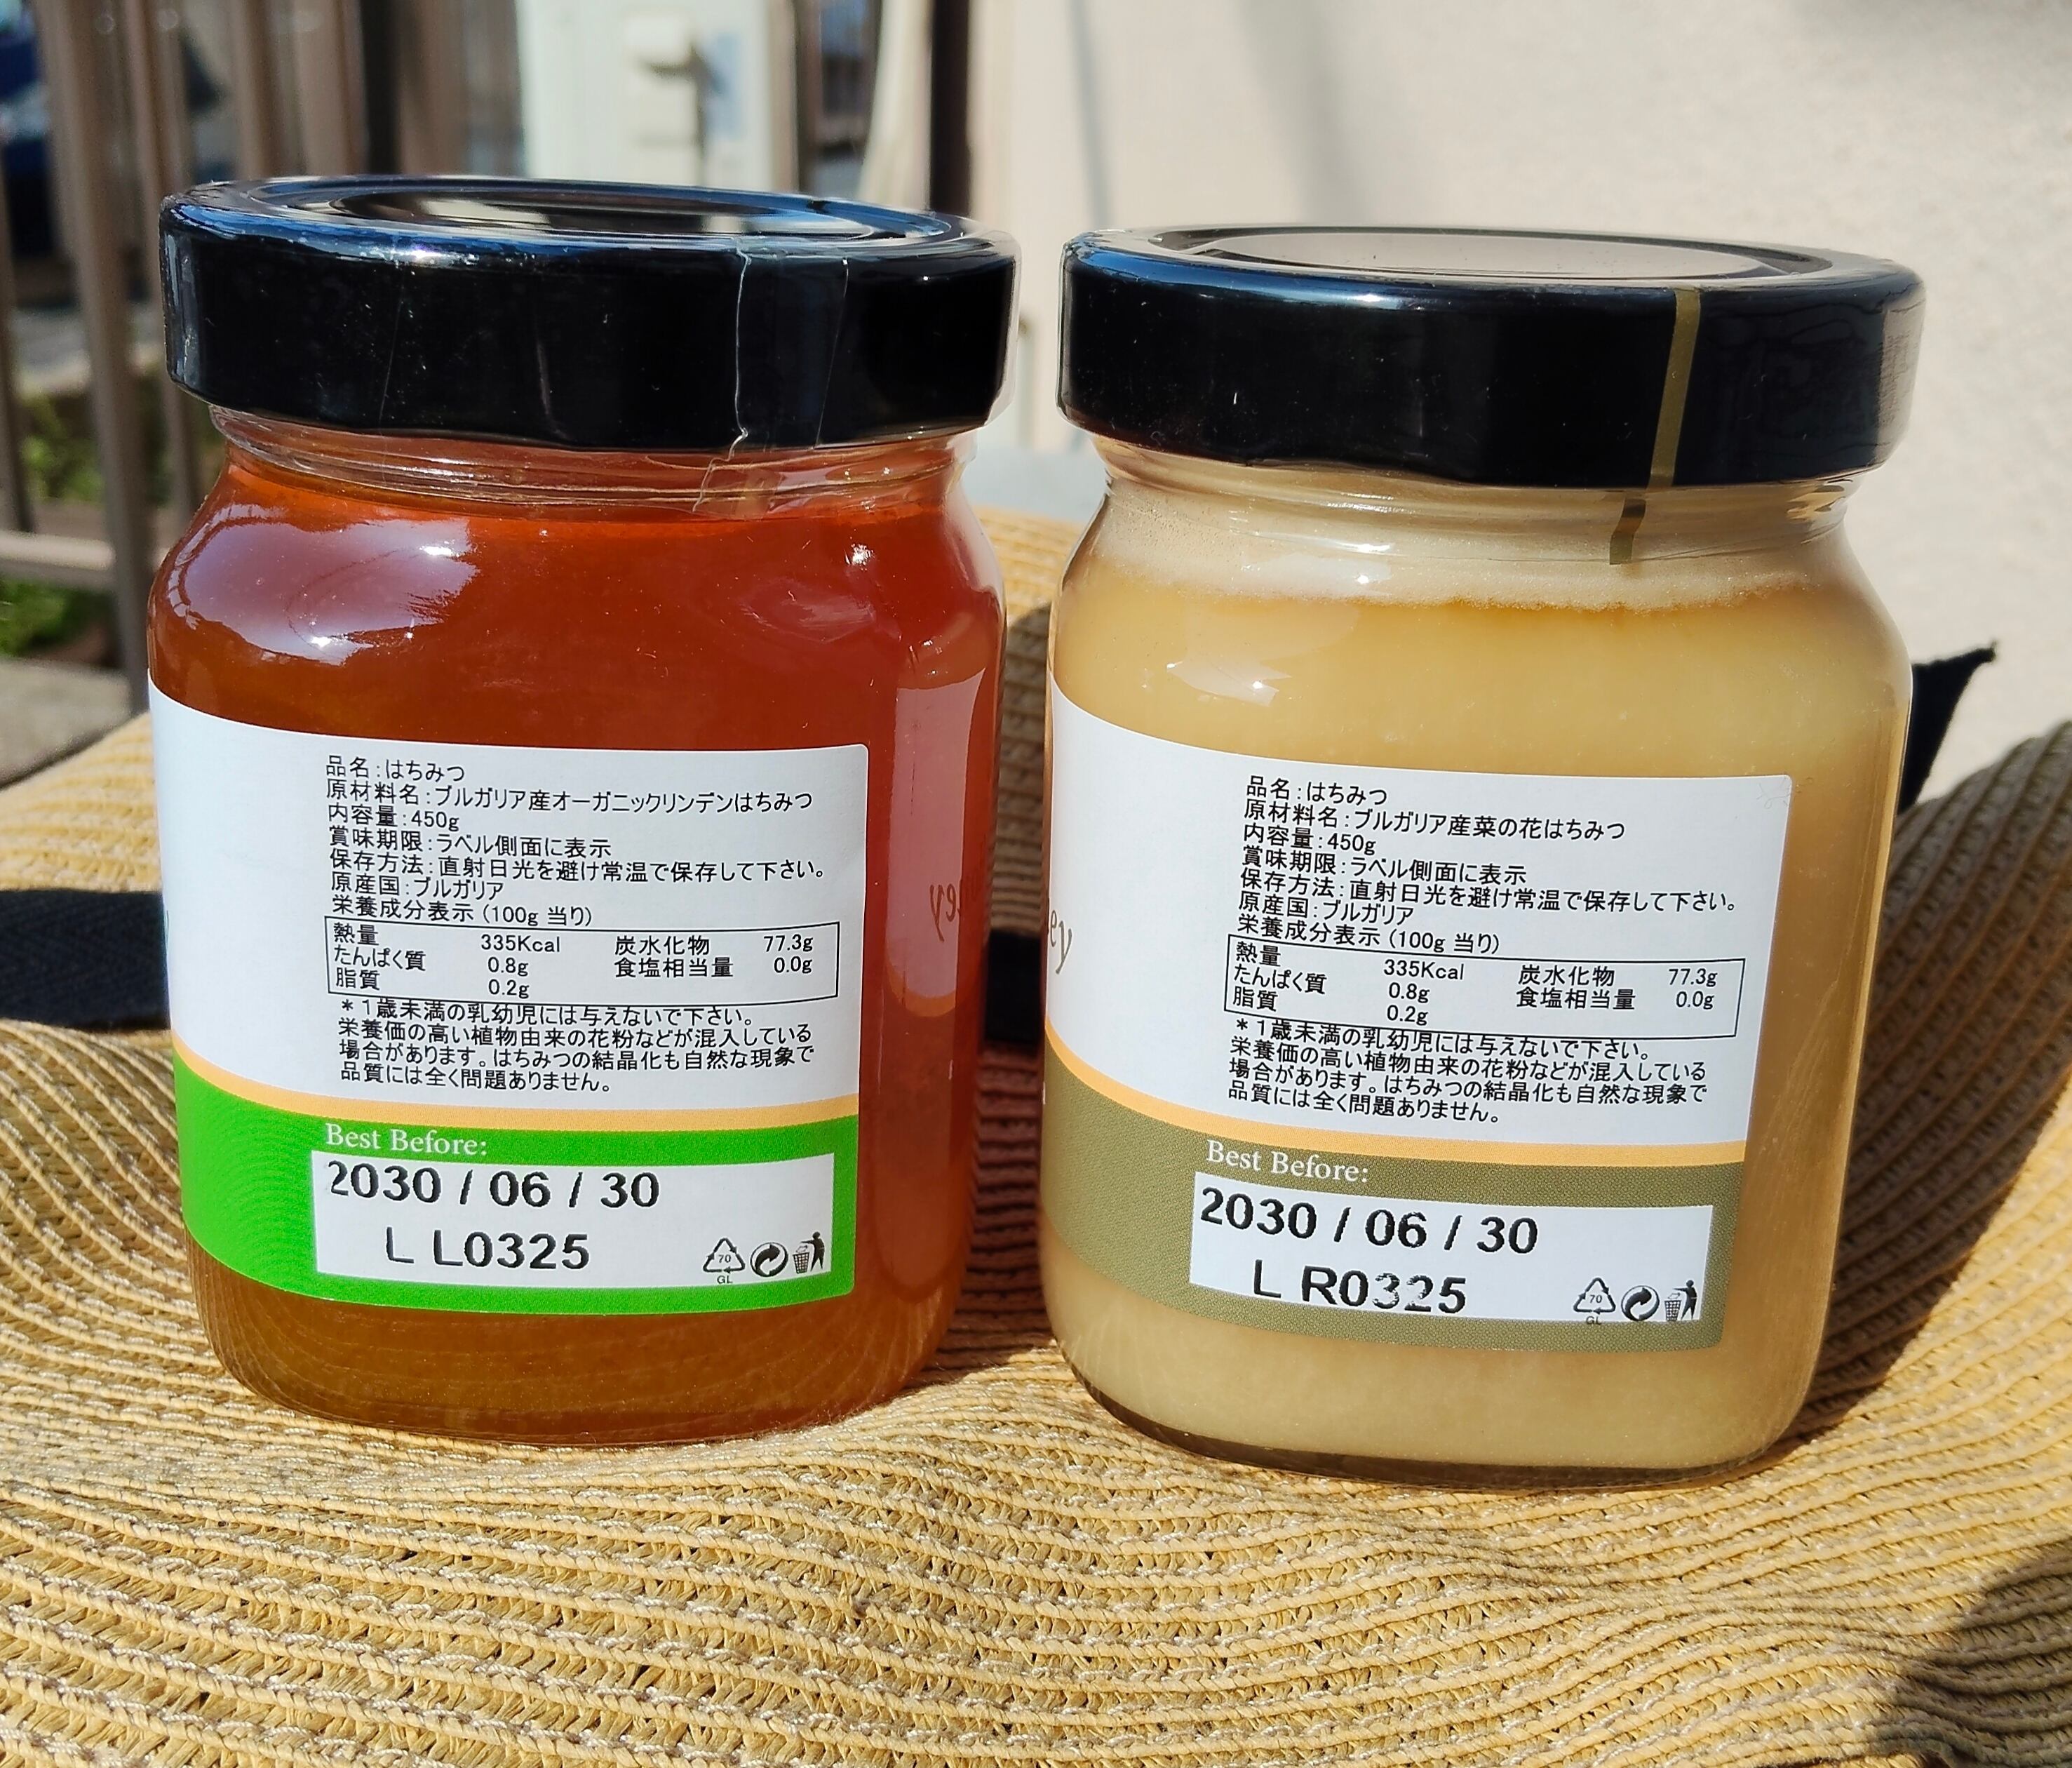 品名:はちみつ
原材料名:ブルガリア産オーガニックリンデンはちみつ
内容量:450g
賞味期限:ラベル側面に表示
保存方法:直射日光を避け常温で保存して下さい。
原産国:ブルガリア
栄養成分表示(100g 当り)
熱量 335Kcal 炭水化物 77.3g
たんぱく質 0.8g 食塩相当量 0.0g
脂質 0.2g
*1歳未満の乳幼児には与えないで下さい。
栄養価の高い植物由来の花粉などが混入している
場合があります。はちみつの結晶化も自然な現象で
品質には全く問題ありません。
Best Before:
2030 / 06 / 30
L L0325
70
GL
品名:はちみつ
原材料名:ブルガリア産菜の花はちみつ
内容量:450g
賞味期限:ラベル側面に表示
保存方法:直射日光を避け常温で保存して下さい。
原産国:ブルガリア
栄養成分表示(100g 当り)
熱量 335Kcal 炭水化物 77.3g
たんぱく質 0.8g 食塩相当量 0.0g
脂質 0.2g
*1歳未満の乳幼児には与えないで下さい。
栄養価の高い植物由来の花粉などが混入している
場合があります。はちみつの結晶化も自然な現象で
品質には全く問題ありません。
Best Before:
2030 / 06 / 30
L R0325
70
GL